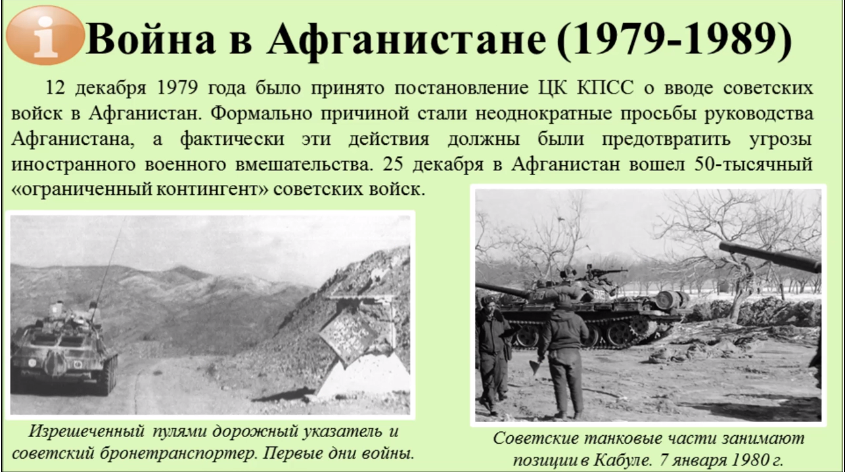 Война в Афганистане (1979-1989)
12 декабря 1979 года было принято постановление ЦК КПСС о вводе советских
войск в Афганистан. Формально причиной стали неоднократные просьбы руководства
Афганистана, а фактически эти действия должны были предотвратить угрозы
иностранного военного вмешательства. 25 декабря в Афганистан вошел 50-тысячный
«ограниченный контингент» советских войск.
Изрешеченный пулями дорожный указатель и
советский бронетранспортер. Первые дни войны.
Советские танковые части занимают
позиции в Кабуле. 7 января 1980 г.